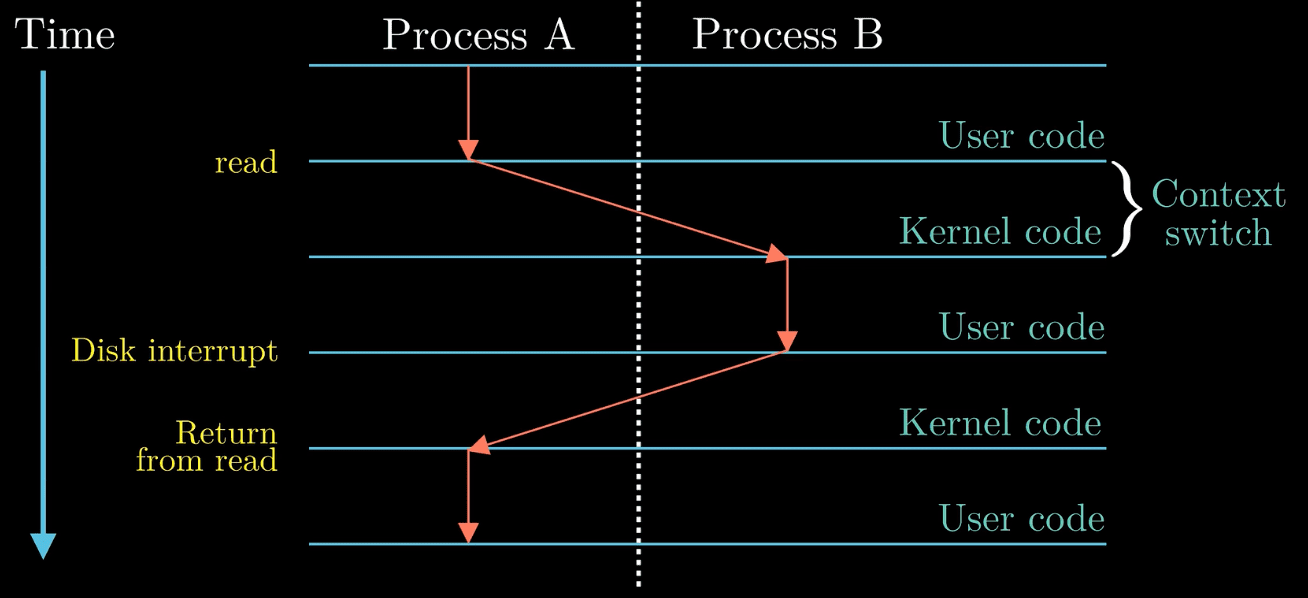 Time
Process A
Process B
User code
read
Context
switch
Kernel code
User code
Disk interrupt
Kernel code
Return
from read
User code